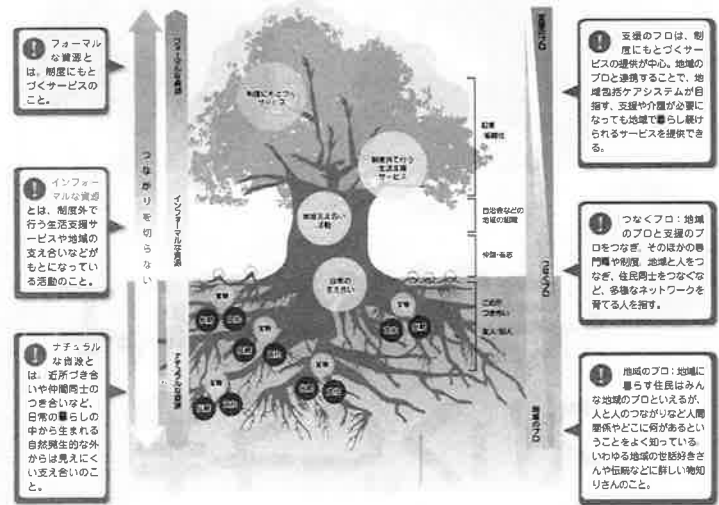 フォーマル
な資源と
は、制度にもと
づくサービスの
こと。
インフォー
マルな資源
とは、制度外で
行う生活支援
サービスや地域の
支え合いなどが
もとになってい
る活動のこと。
ナチュラル
な資源と
は、近所づき合
いや仲間同士の
つき合いなど、
日常の暮らしの
中から生まれる
自然発生的な外
からは見えにく
い支え合いのこ
と。
つながりを切らない
フォーマルな資源
インフォーマルな資源
ナチュラルな資源
制度にもとづく
サービス
制度外で行う
生活支援
サービス
地域支え合い
活動
日常の
支え合い
企業
自治会などの
地域の組織
仲間・有志
ご近所
つき合い
友人/知人
支援のプロ
つなぐプロ
地域のプロ
支援のプロは、制
度にもとづくサー
ビスの提供が中心。地域の
プロと連携することで、地
域包括ケアシステムが目
指す、支援や介護が必要に
なっても地域で暮らし続け
られるサービスを提供でき
る。
つなぐプロ：地域
のプロと支援のプ
ロをつなぎ、そのほかの専
門職や制度、地域と人をつ
なぎ、住民同士をつなぐな
ど、多様なネットワークを
育てる人を指す。
地域のプロ：地域に
暮らす住民はみん
な地域のプロといえるが、
人と人のつながりなど人間
関係やどこに何があるとい
うことをよく知っている、
いわゆる地域の世話好きさ
んや伝統などに詳しい物知
りさんのこと。